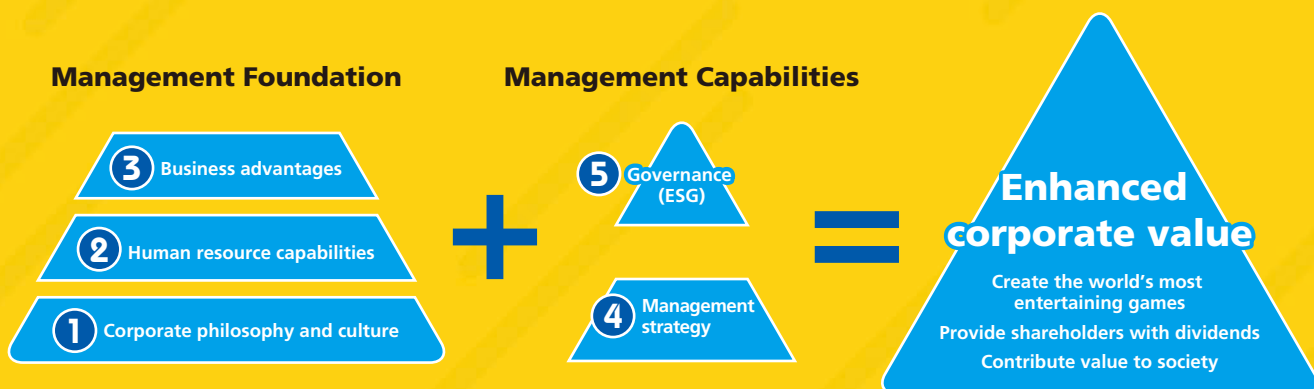 Management Foundation
3 Business advantages
2 Human resource capabilities
1 Corporate philosophy and culture
+
Management Capabilities
5 Governance
(ESG)
4 Management
strategy
=
Enhanced
corporate value
Create the world's most
entertaining games
Provide shareholders with dividends
Contribute value to society